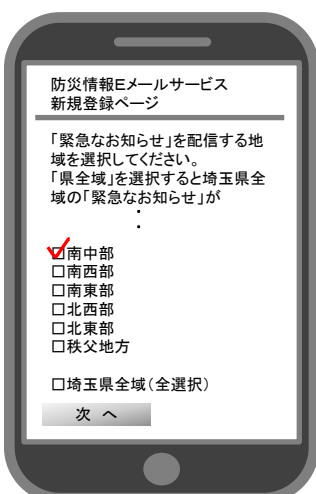 防災情報Eメールサービス
新規登録ページ
「緊急なお知らせ」を配信する地
域を選択してください。
「県全域」を選択すると埼玉県全
域の「緊急なお知らせ」が
・
・
☑南中部
□南西部
□南東部
□北西部
□北東部
□秩父地方
□埼玉県全域（全選択）
次 へ